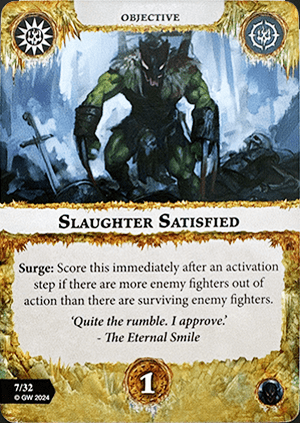 OBJECTIVE
SLAUGHTER SATISFIED
Surge: Score this immediately after an activation
step if there are more enemy fighters out of
action than there are surviving enemy fighters.
‘Quite the rumble. I approve.’
- The Eternal Smile
7/32
© GW 2024
1